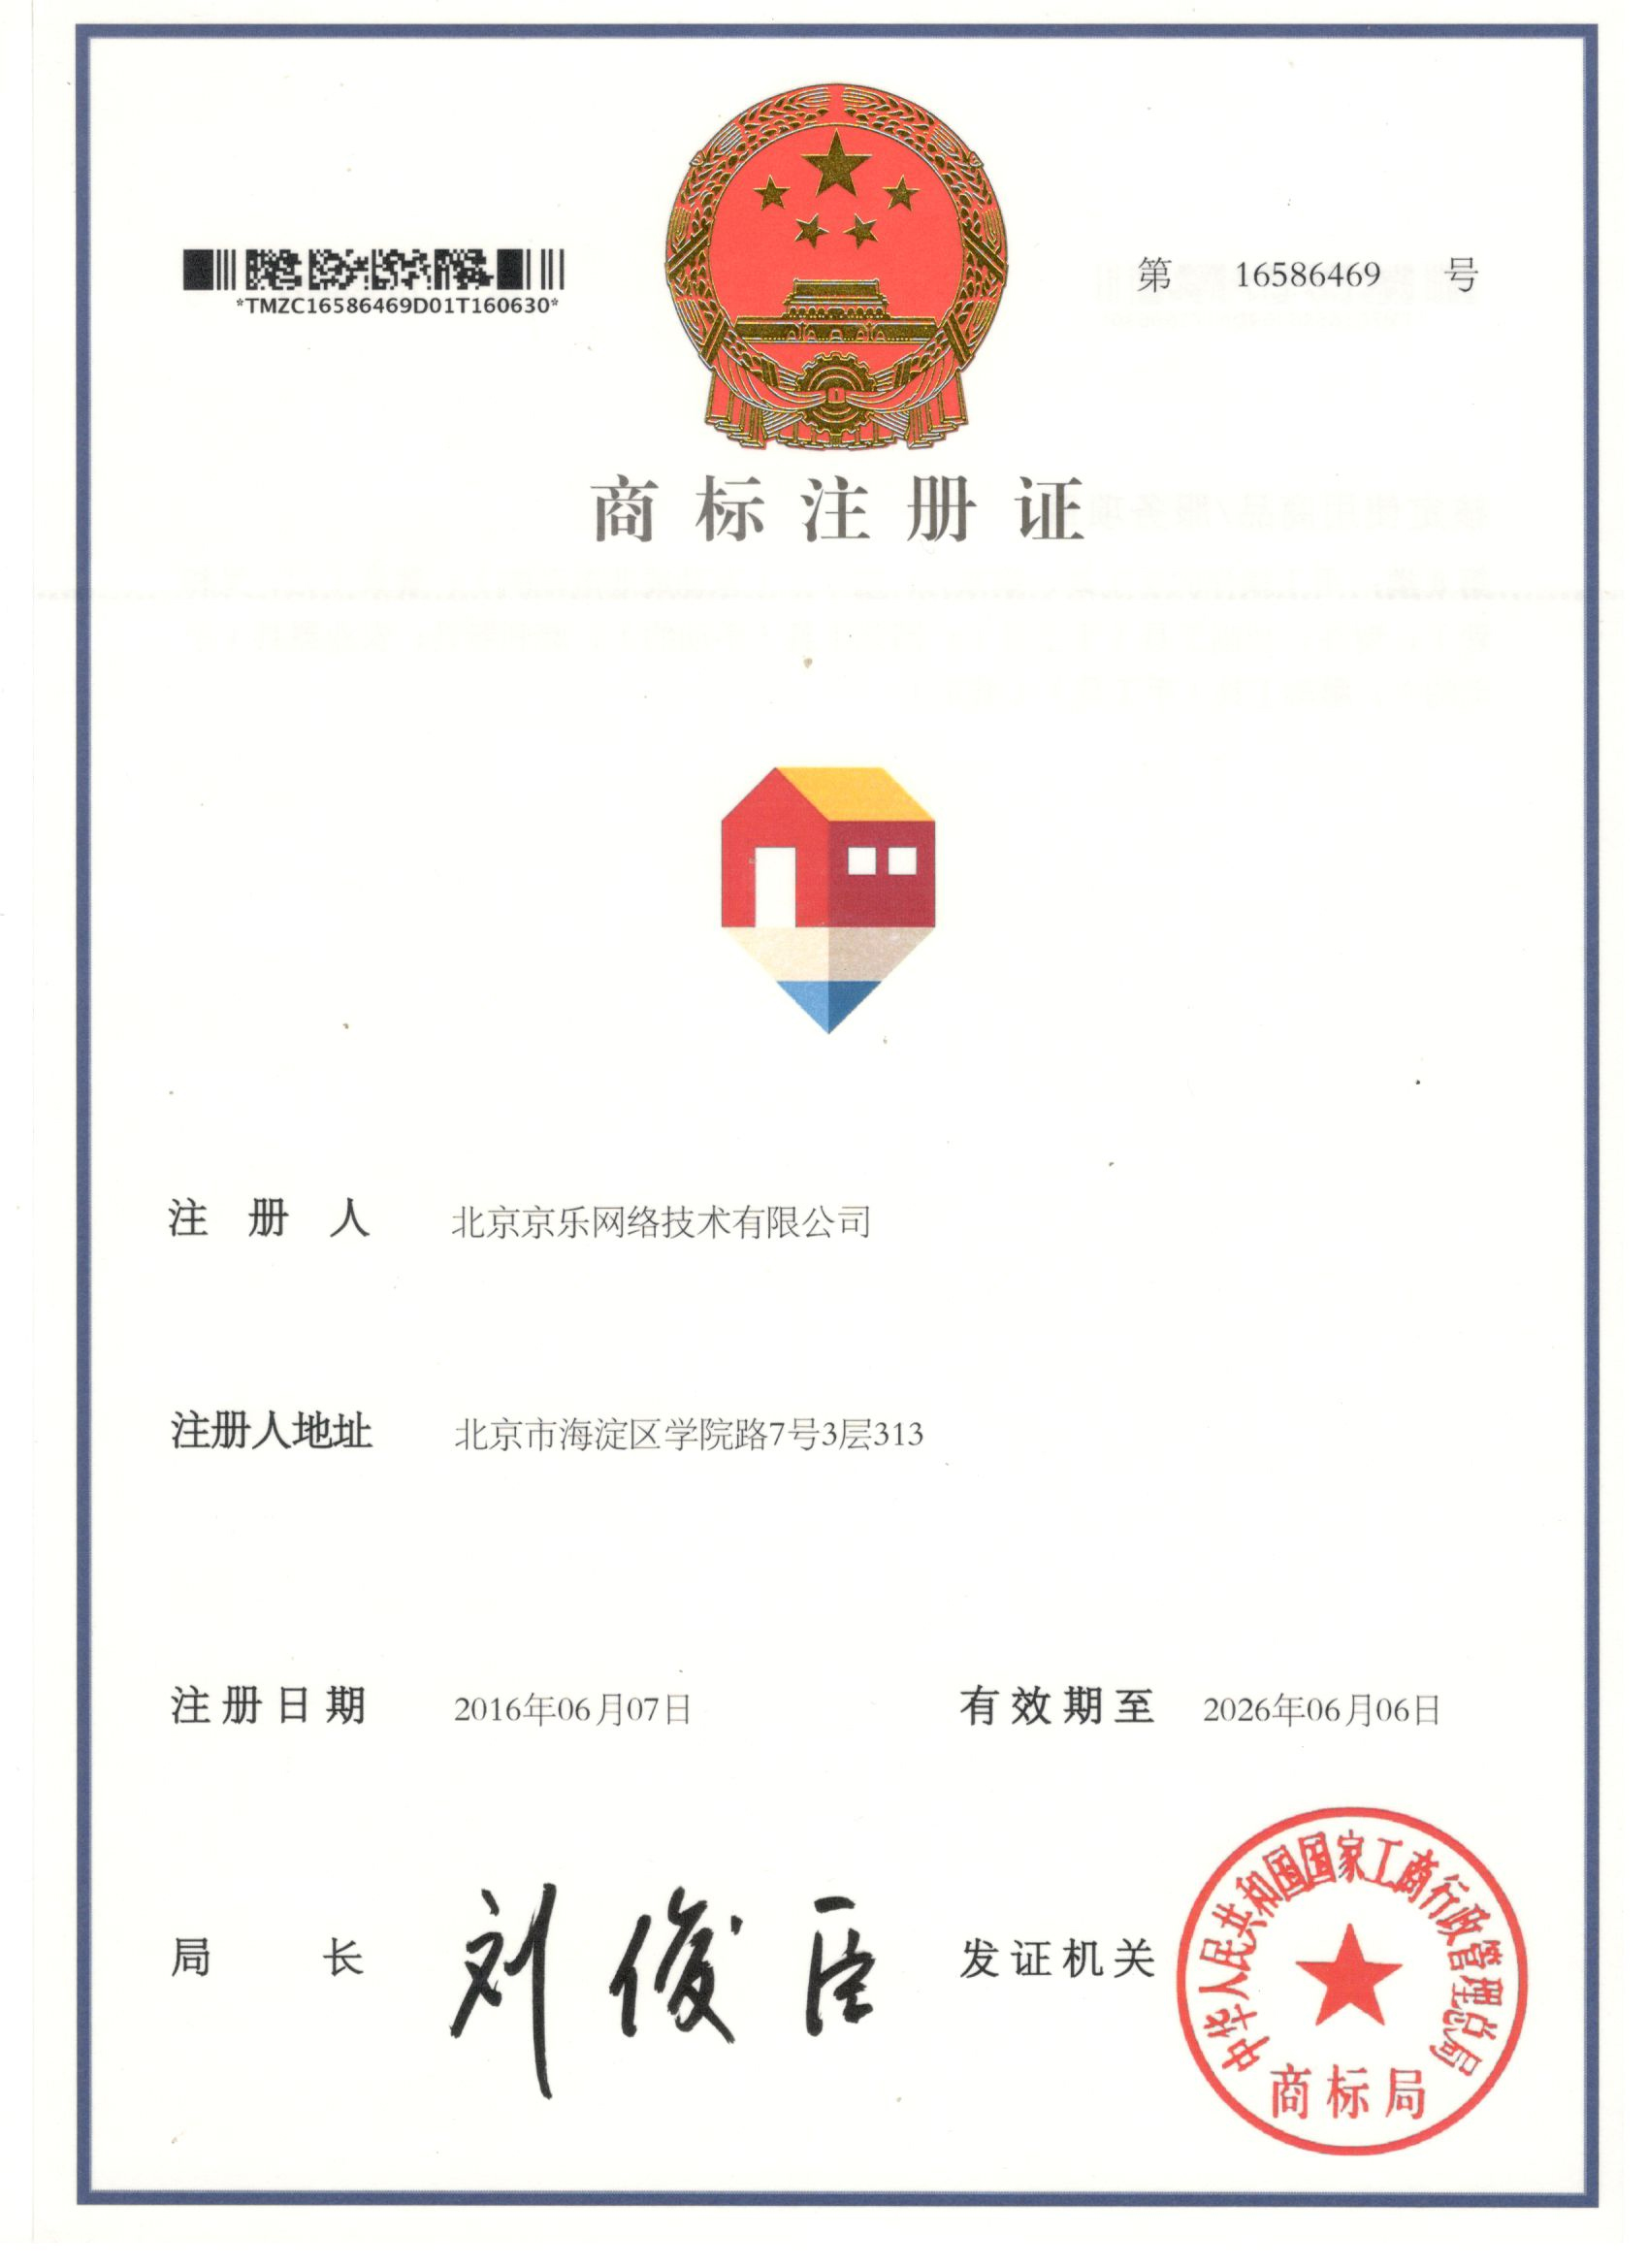 *TMZC16586469D01T160630*
第 16586469 号
商标注册证
注册人 北京京乐网络技术有限公司
注册人地址 北京市海淀区学院路7号3层313
注册日期 2016年06月07日 有效期至 2026年06月06日
局长 刘俊臣 发证机关
中华人民共和国国家工商行政管理总局
商标局